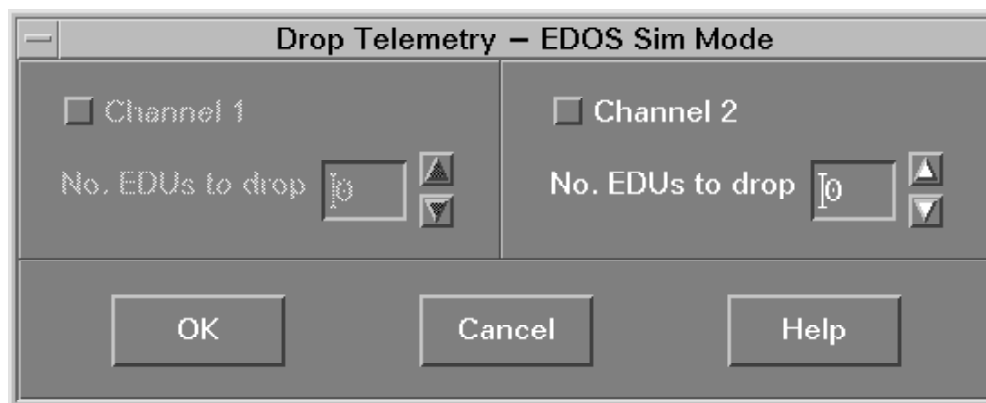 Drop Telemetry – EDOS Sim Mode
Channel 1
No. EDUs to drop 0
Channel 2
No. EDUs to drop 0
OK
Cancel
Help